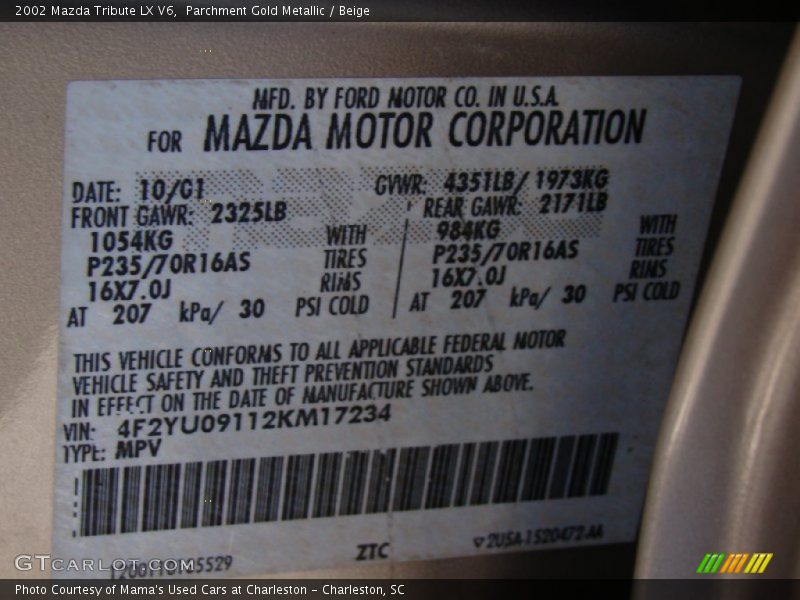 2002 Mazda Tribute LX V6,  Parchment Gold Metallic / Beige
MFD. BY FORD MOTOR CO. IN U.S.A.
FOR MAZDA MOTOR CORPORATION
DATE: 10/01 GVWR: 4351LB/ 1973KG
FRONT GAWR: 2325LB REAR GAWR: 2171LB
1054KG WITH 984KG WITH
P235/70R16AS TIRES P235/70R16AS TIRES
16X7.0J RIMS 16X7.0J RIMS
AT 207 kPa/ 30 PSI COLD AT 207 kPa/ 30 PSI COLD
THIS VEHICLE CONFORMS TO ALL APPLICABLE FEDERAL MOTOR
VEHICLE SAFETY AND THEFT PREVENTION STANDARDS
IN EFFECT ON THE DATE OF MANUFACTURE SHOWN ABOVE.
VIN: 4F2YU09112KM17234
TYPE: MPV
ZTC 2USA-1520472-AA
GTCarLot.com
Photo Courtesy of Mama's Used Cars at Charleston - Charleston, SC